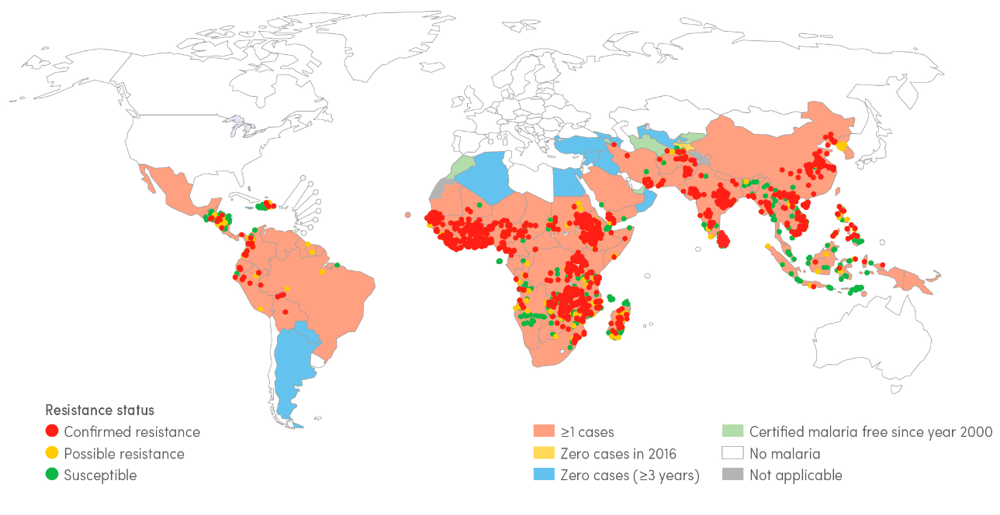 Resistance status
Confirmed resistance
Possible resistance
Susceptible
≥1 cases
Zero cases in 2016
Zero cases (≥3 years)
Certified malaria free since year 2000
No malaria
Not applicable